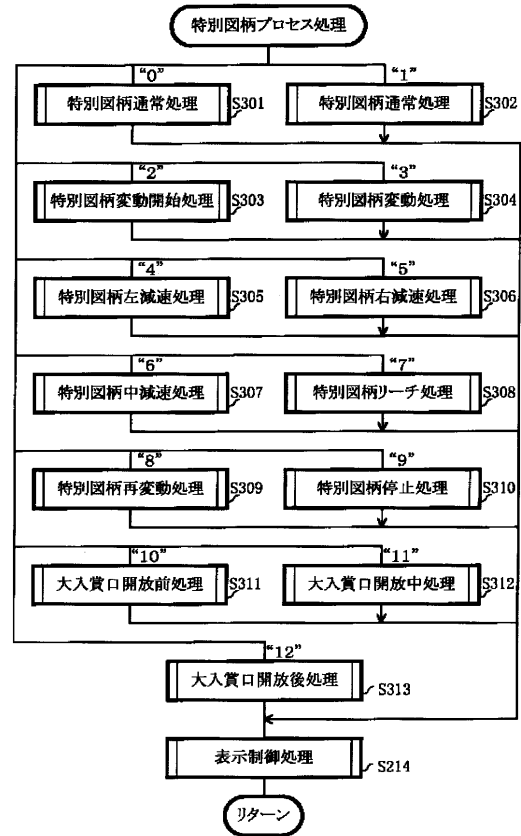 特別図柄プロセス処理
“0” “1”
特別図柄通常処理 S301 特別図柄通常処理 S302
“2” “3”
特別図柄変動開始処理 S303 特別図柄変動処理 S304
“4” “5”
特別図柄左減速処理 S305 特別図柄右減速処理 S306
“6” “7”
特別図柄中減速処理 S307 特別図柄リーチ処理 S308
“8” “9”
特別図柄再変動処理 S309 特別図柄停止処理 S310
“10” “11”
大入賞口開放前処理 S311 大入賞口開放中処理 S312
“12”
大入賞口開放後処理 S313
表示制御処理 S214
リターン